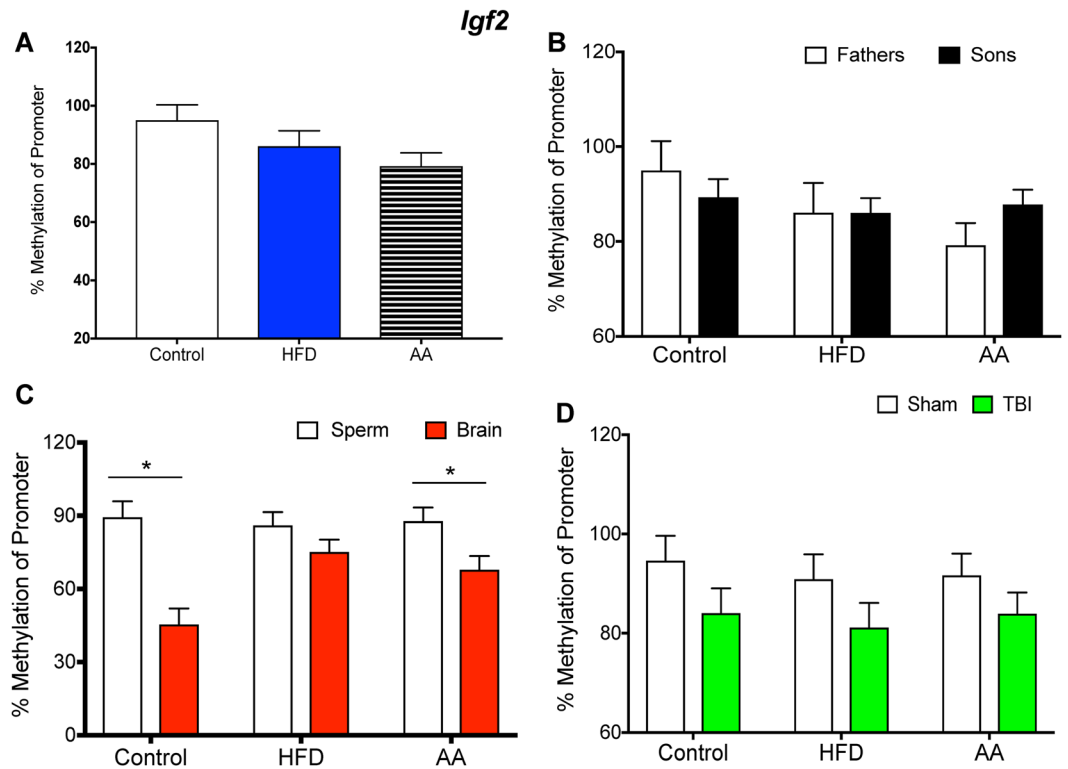 Igf2
A
% Methylation of Promoter
120
100
80
60
40
20
Control HFD AA
B
Fathers Sons
% Methylation of Promoter
120
100
80
60
Control HFD AA
C
Sperm Brain
% Methylation of Promoter
120
90
60
30
0
* *
Control HFD AA
D
Sham TBI
% Methylation of Promoter
120
100
80
60
Control HFD AA